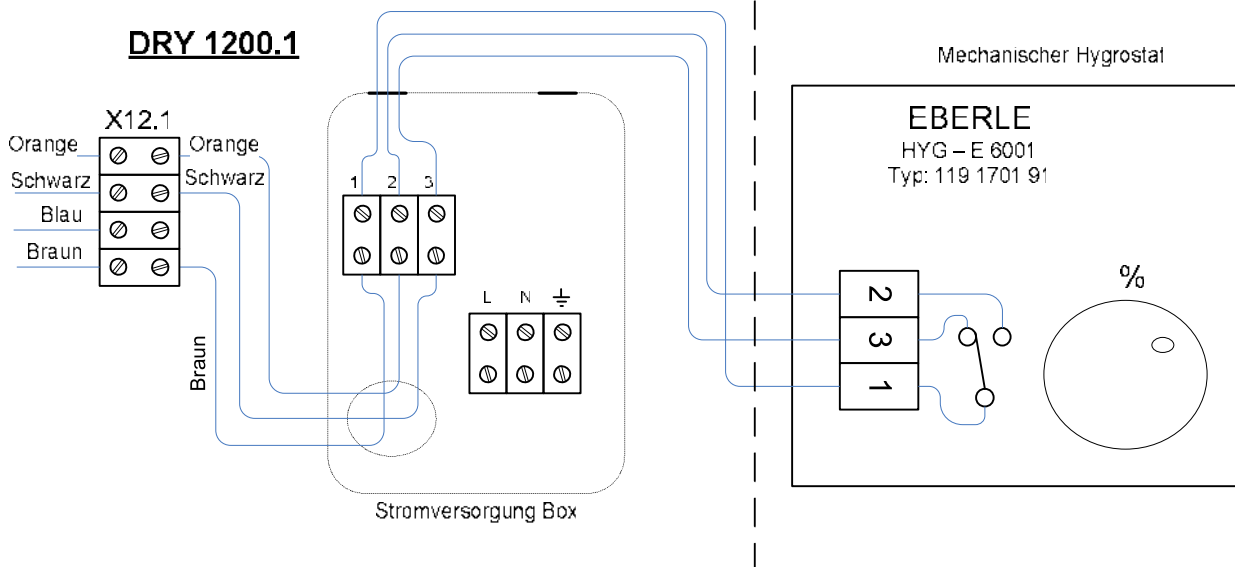 DRY 1200.1
X12.1
Orange
Orange
Schwarz
Schwarz
Blau
Braun
Braun
1 2 3
L N
Stromversorgung Box
Mechanischer Hygrostat
EBERLE
HYG – E 6001
Typ: 119 1701 91
2
3
1
%